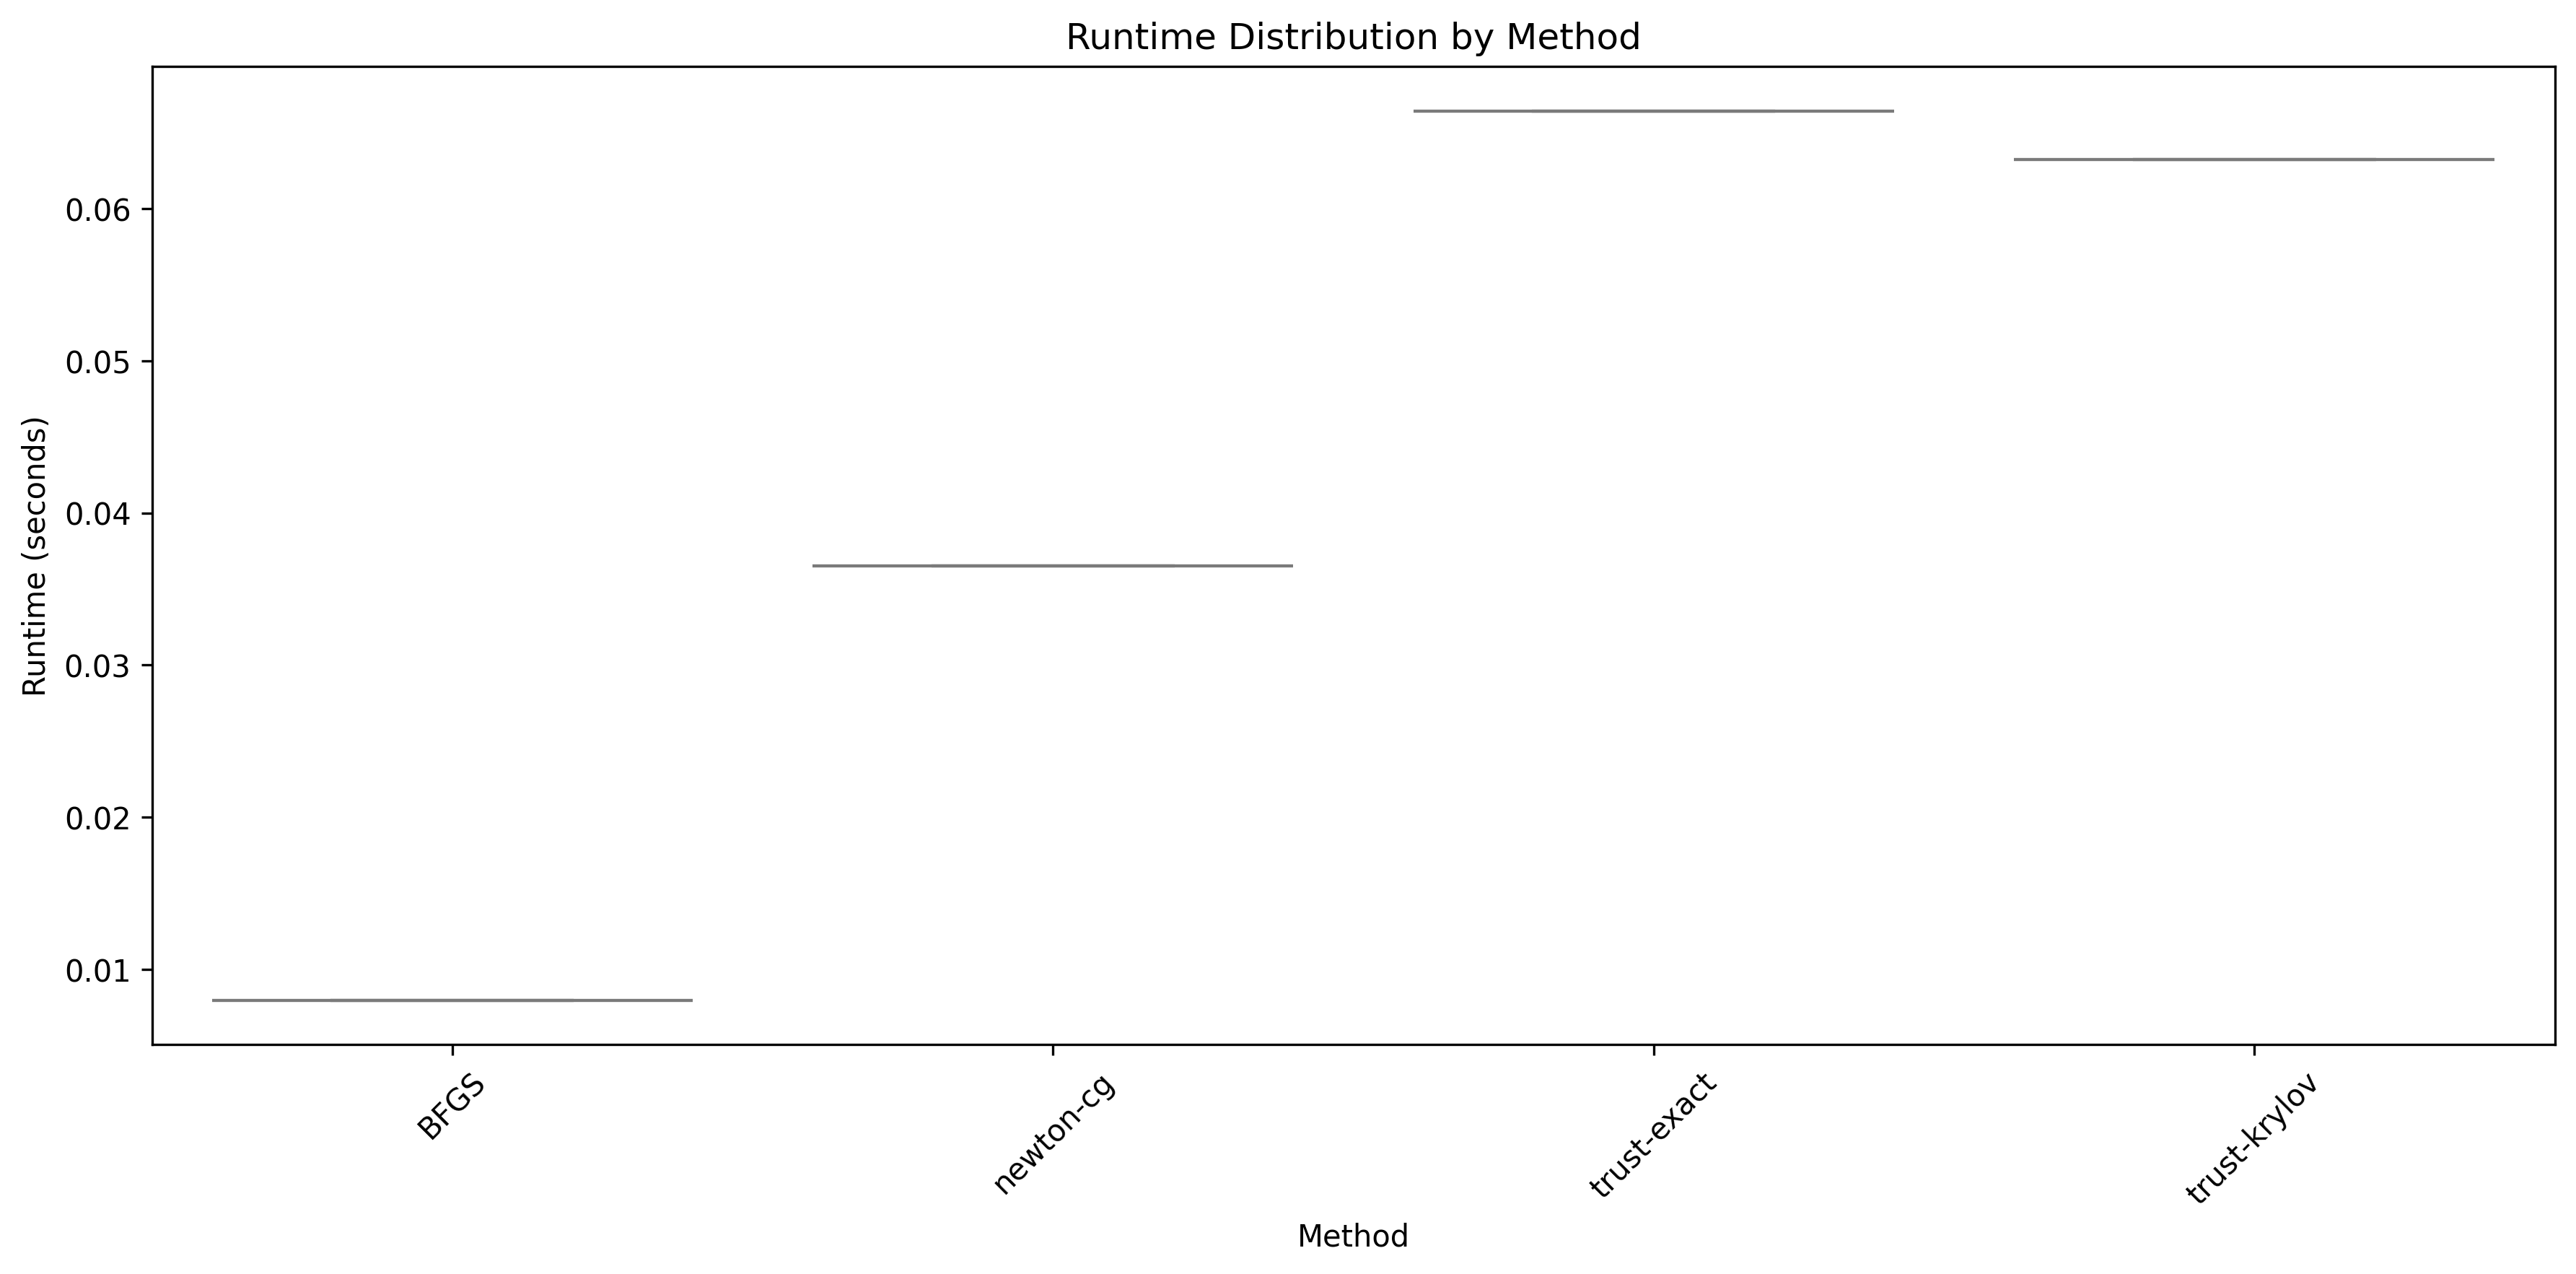 Runtime Distribution by Method
Runtime (seconds)
0.06
0.05
0.04
0.03
0.02
0.01
BFGS
newton-cg
trust-exact
trust-krylov
Method